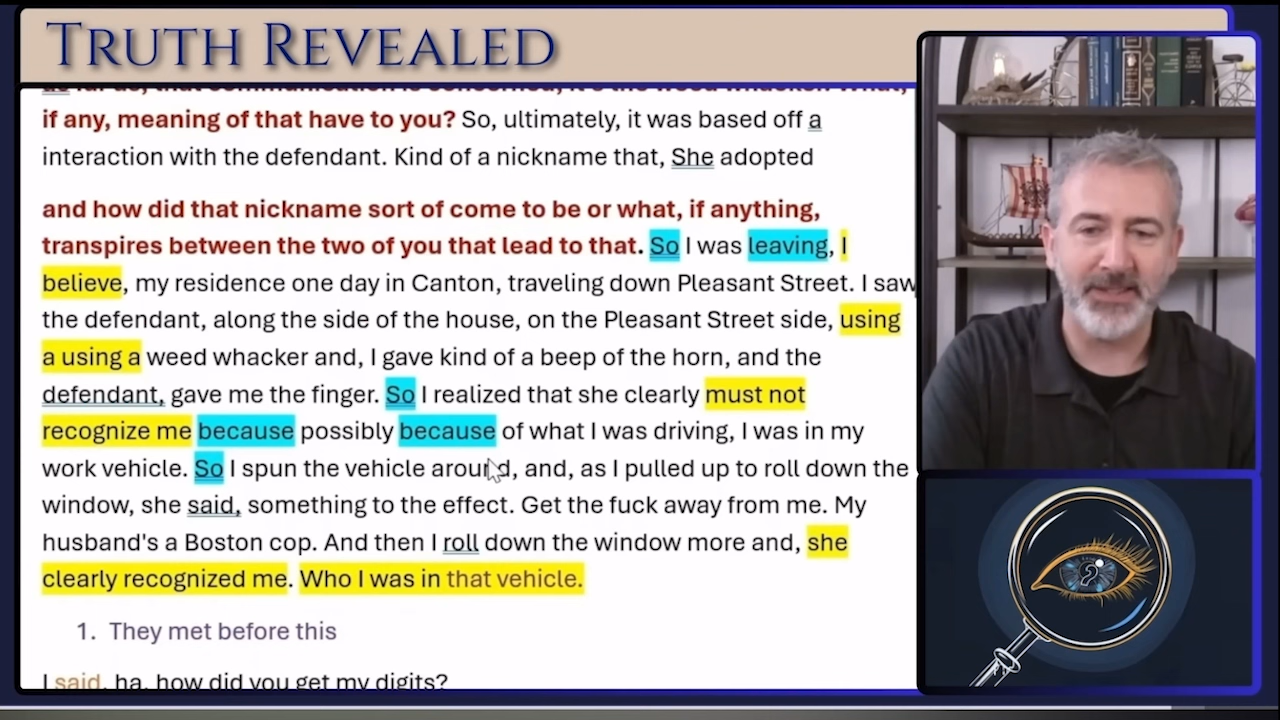 TRUTH REVEALED
if any, meaning of that have to you? So, ultimately, it was based off a
interaction with the defendant. Kind of a nickname that, She adopted
and how did that nickname sort of come to be or what, if anything,
transpires between the two of you that lead to that. So I was leaving, I
believe, my residence one day in Canton, traveling down Pleasant Street. I saw
the defendant, along the side of the house, on the Pleasant Street side, using
a using a weed whacker and, I gave kind of a beep of the horn, and the
defendant, gave me the finger. So I realized that she clearly must not
recognize me because possibly because of what I was driving, I was in my
work vehicle. So I spun the vehicle around, and, as I pulled up to roll down the
window, she said, something to the effect. Get the fuck away from me. My
husband's a Boston cop. And then I roll down the window more and, she
clearly recognized me. Who I was in that vehicle.
1. They met before this
I said, ha, how did you get my digits?